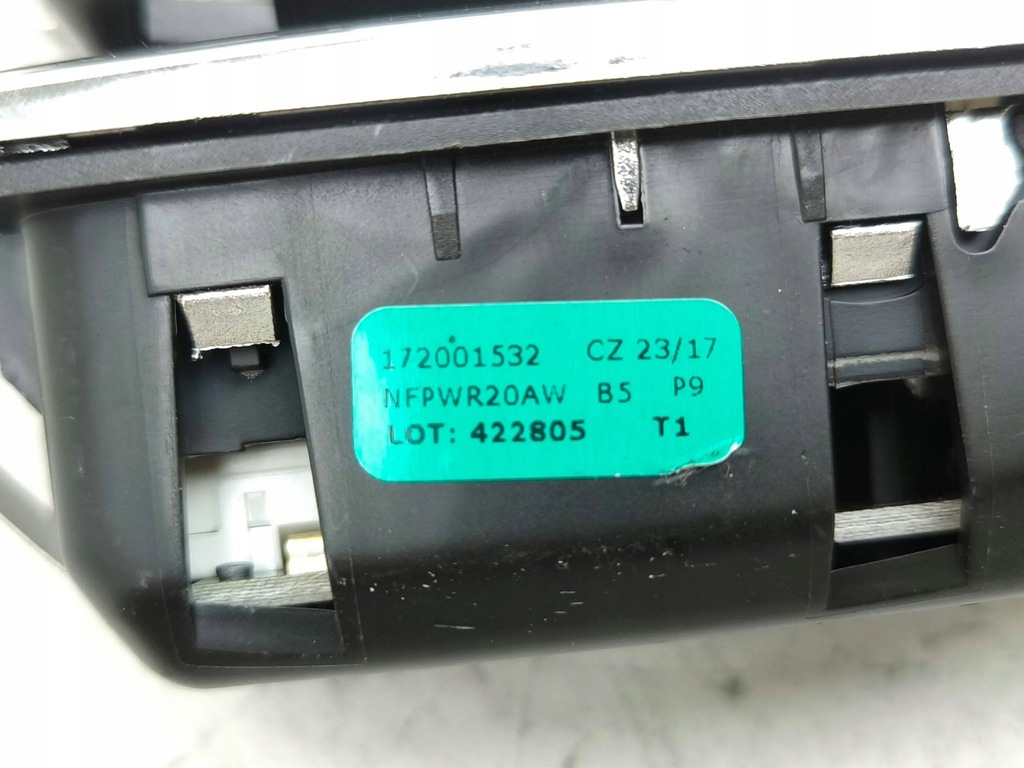 172001532 CZ 23/17
NFPWR20AW B5 P9
LOT: 422805 T1